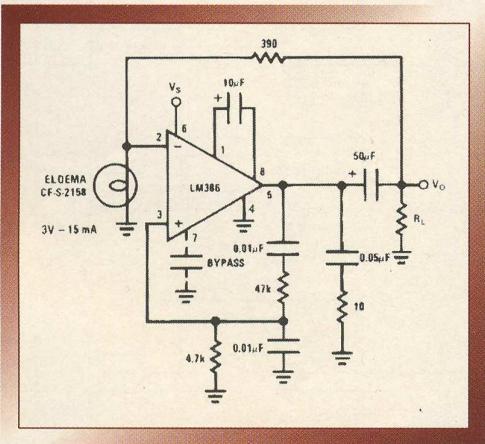 390
Vs
10µF
+
50µF
+
6
2
−
1
8
ELDEMA
CF-S-2158
LM386
5
Vo
3V – 15 mA
3
+
4
RL
7
BYPASS
0.01µF
0.05µF
47k
10
4.7k
0.01µF